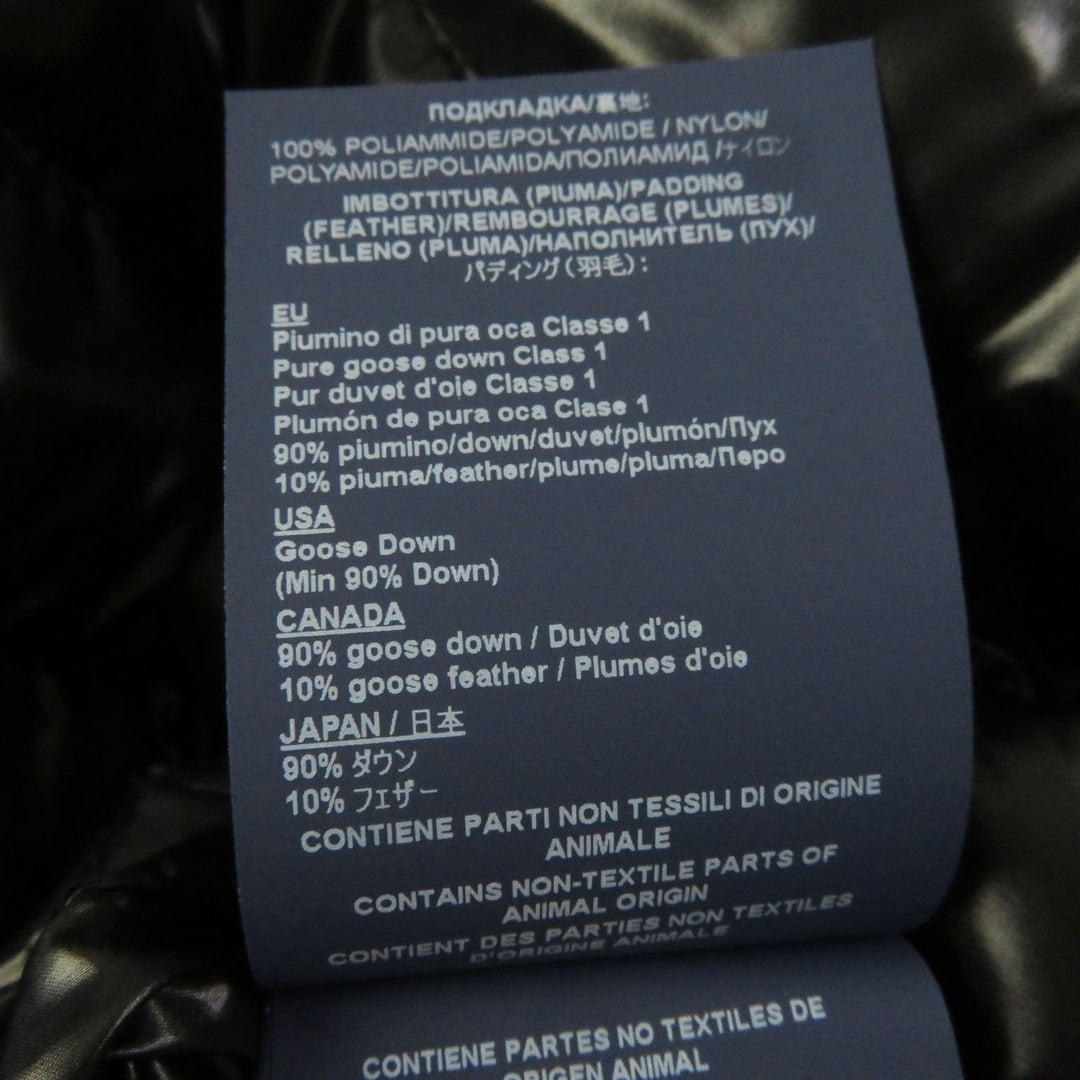 ПОДКЛАДКА/裏地:
100% POLIAMMIDE/POLYAMIDE / NYLON/
POLYAMIDE/POLIAMIDA/ПОЛИАМИД /ナイロン
IMBOTTITURA (PIUMA)/PADDING
(FEATHER)/REMBOURRAGE (PLUMES)/
RELLENO (PLUMA)/НАПОЛНИТЕЛЬ (ПУХ)/
パディング(羽毛):
EU
Piumino di pura oca Classe 1
Pure goose down Class 1
Pur duvet d'oie Classe 1
Plumón de pura oca Clase 1
90% piumino/down/duvet/plumón/Пух
10% piuma/feather/plume/pluma/Перо
USA
Goose Down
(Min 90% Down)
CANADA
90% goose down / Duvet d'oie
10% goose feather / Plumes d'oie
JAPAN / 日本
90% ダウン
10% フェザー
CONTIENE PARTI NON TESSILI DI ORIGINE
ANIMALE
CONTAINS NON-TEXTILE PARTS OF
ANIMAL ORIGIN
CONTIENT DES PARTIES NON TEXTILES
D'ORIGINE ANIMALE
CONTIENE PARTES NO TEXTILES DE
ORIGEN ANIMAL